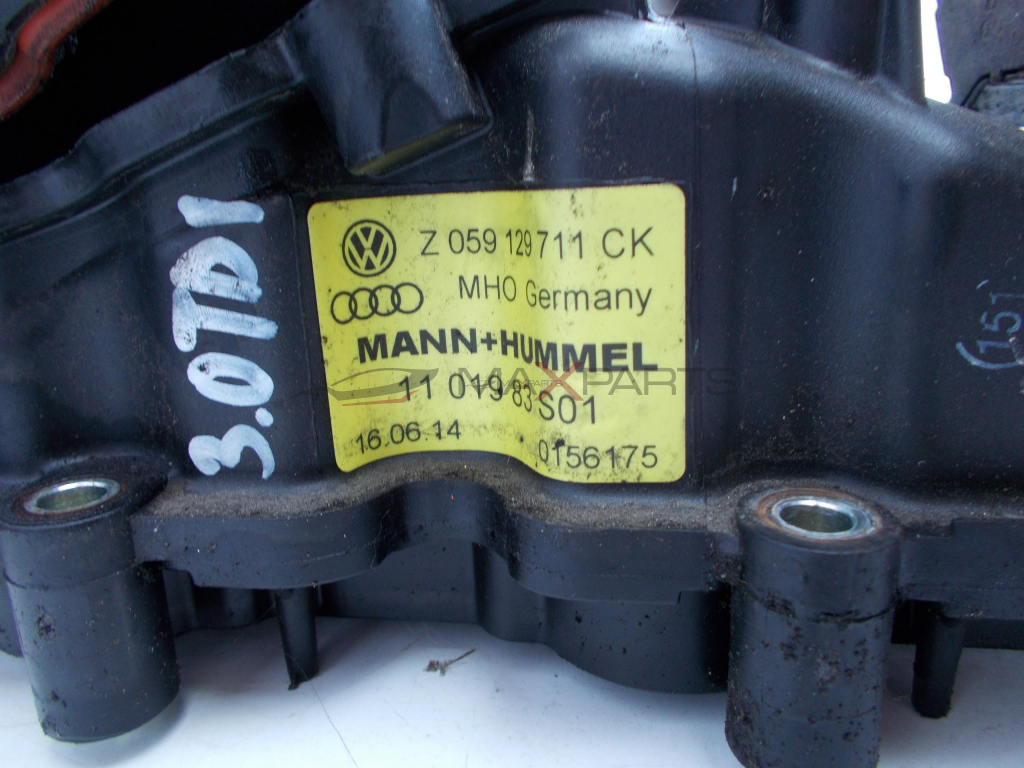 3.0TDI
Z 059 129 711 CK
MHO Germany
MANN+HUMMEL
MAXPARTS
11 019 83 S01
16.06.14
0156175
(151